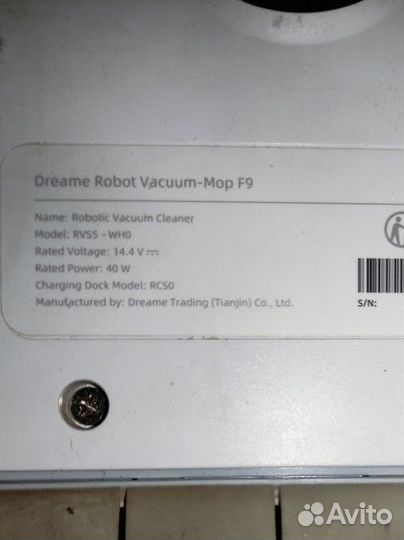 Dreame Robot Vacuum-Mop F9
Name: Robotic Vacuum Cleaner
Model: RVS5 -WH0
Rated Voltage: 14.4 V⎓
Rated Power: 40 W
Charging Dock Model: RCS0
Manufactured by: Dreame Trading (Tianjin) Co., Ltd.
S/N:
Avito